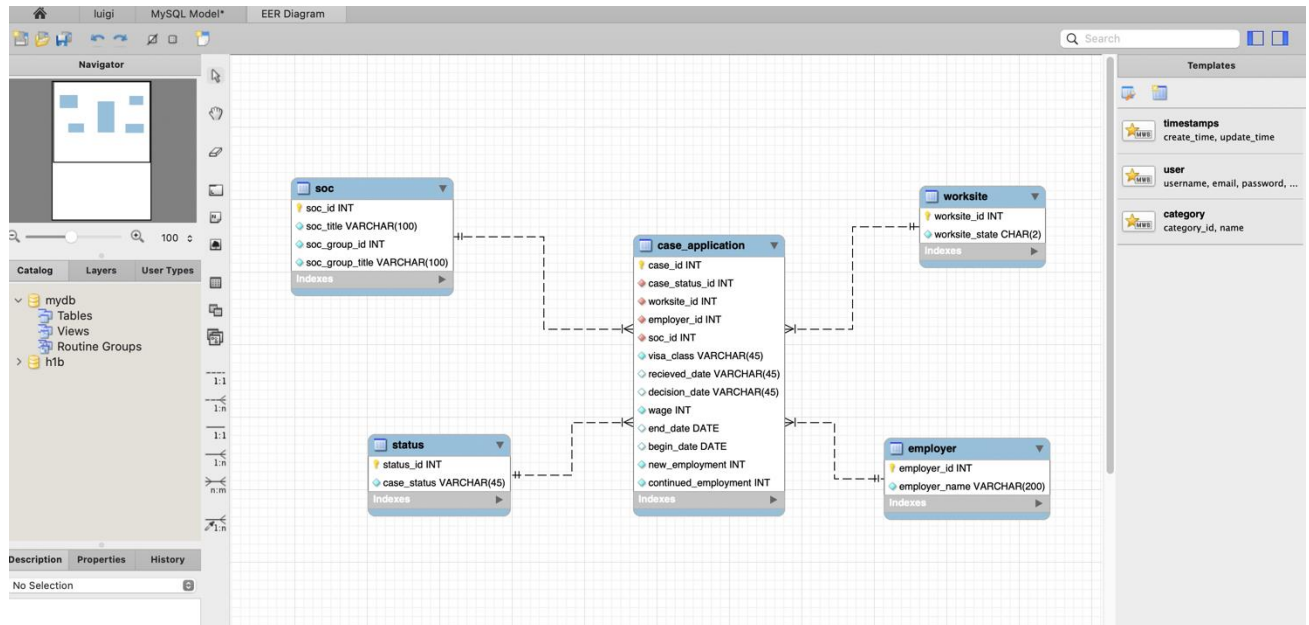 luigi
MySQL Model*
EER Diagram
Search
Navigator
100
Catalog
Layers
User Types
mydb
Tables
Views
Routine Groups
h1b
Description
Properties
History
No Selection
1:1
1:n
1:1
1:n
n:m
1:n
soc
soc_id INT
soc_title VARCHAR(100)
soc_group_id INT
soc_group_title VARCHAR(100)
Indexes
status
status_id INT
case_status VARCHAR(45)
Indexes
case_application
case_id INT
case_status_id INT
worksite_id INT
employer_id INT
soc_id INT
visa_class VARCHAR(45)
recieved_date VARCHAR(45)
decision_date VARCHAR(45)
wage INT
end_date DATE
begin_date DATE
new_employment INT
continued_employment INT
Indexes
worksite
worksite_id INT
worksite_state CHAR(2)
Indexes
employer
employer_id INT
employer_name VARCHAR(200)
Indexes
Templates
MWB
timestamps
create_time, update_time
MWB
user
username, email, password, ...
MWB
category
category_id, name